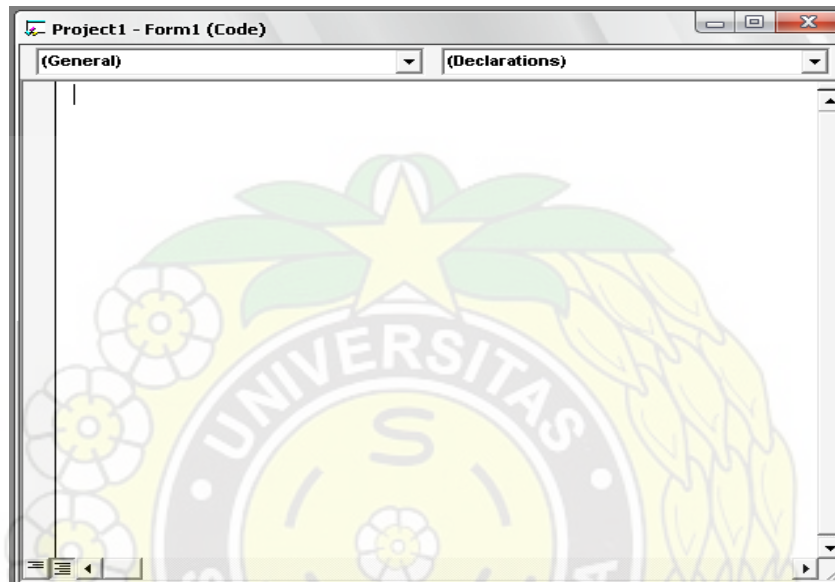 Project1 - Form1 (Code)
(General) (Declarations)
UNIVERSITAS
S